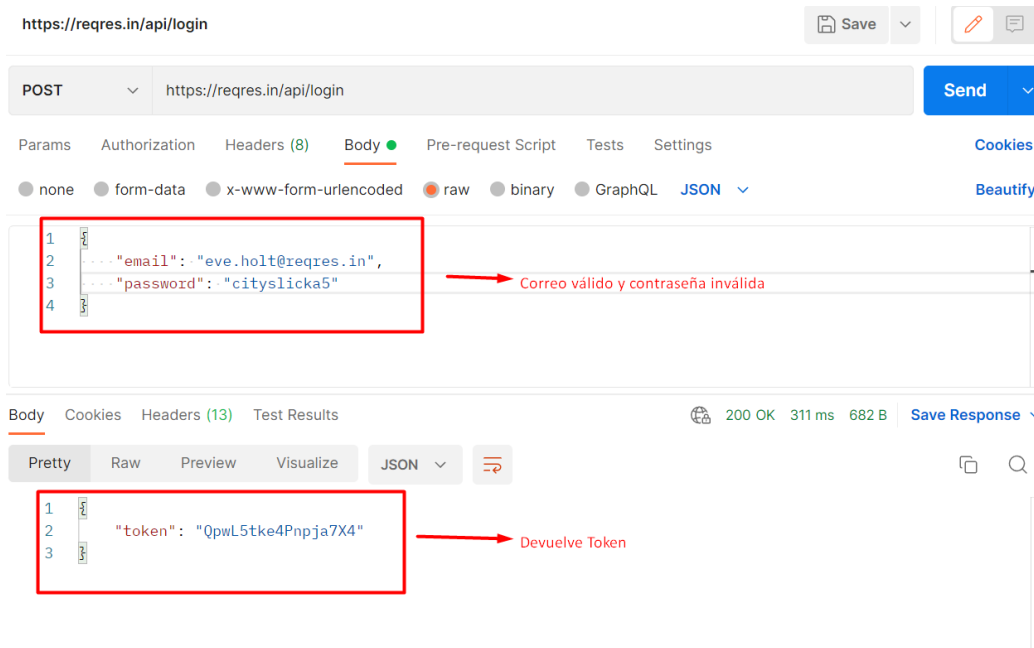 https://reqres.in/api/login
Save
POST
https://reqres.in/api/login
Send
Params Authorization Headers (8) Body Pre-request Script Tests Settings Cookies
none form-data x-www-form-urlencoded raw binary GraphQL JSON Beautify
1 {
2 "email": "eve.holt@reqres.in",
3 "password": "cityslicka5"
4 }
Correo válido y contraseña inválida
Body Cookies Headers (13) Test Results 200 OK 311 ms 682 B Save Response
Pretty Raw Preview Visualize JSON
1 {
2 "token": "QpwL5tke4Pnpja7X4"
3 }
Devuelve Token